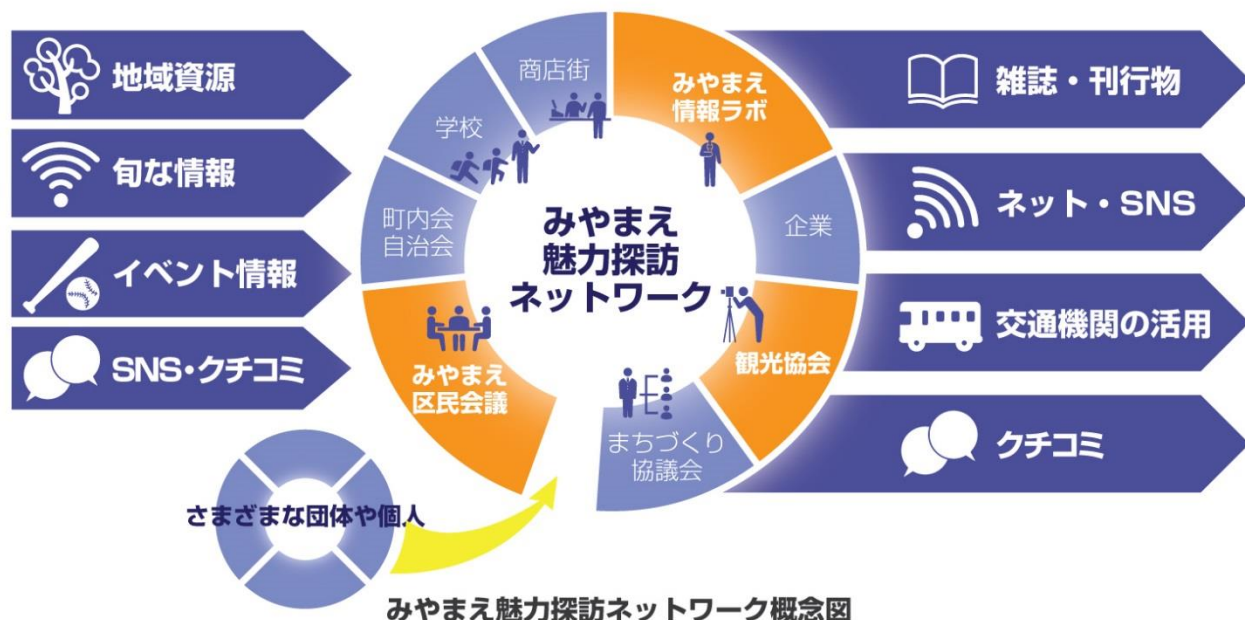 地域資源
旬な情報
イベント情報
SNS・クチコミ
商店街
学校
町内会
自治会
みやまえ
区民会議
みやまえ
情報ラボ
企業
観光協会
まちづくり
協議会
みやまえ
魅力探訪
ネットワーク
雑誌・刊行物
ネット・SNS
交通機関の活用
クチコミ
さまざまな団体や個人
みやまえ魅力探訪ネットワーク概念図